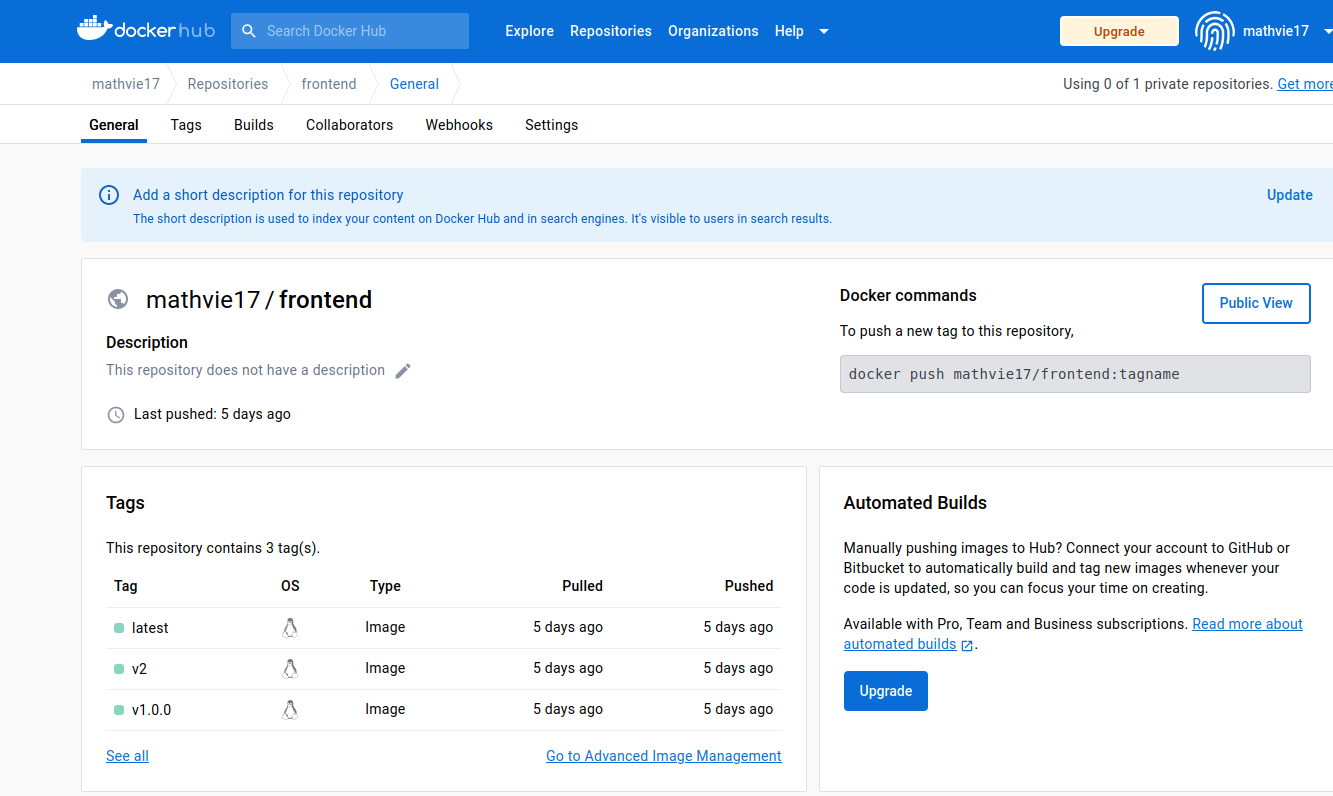 dockerhub Search Docker Hub Explore Repositories Organizations Help Upgrade mathvie17
mathvie17 Repositories frontend General Using 0 of 1 private repositories. Get more
General Tags Builds Collaborators Webhooks Settings
Add a short description for this repository Update
The short description is used to index your content on Docker Hub and in search engines. It's visible to users in search results.
mathvie17 / frontend
Description
This repository does not have a description
Last pushed: 5 days ago
Docker commands Public View
To push a new tag to this repository,
docker push mathvie17/frontend:tagname
Tags
This repository contains 3 tag(s).
Tag OS Type Pulled Pushed
latest Image 5 days ago 5 days ago
v2 Image 5 days ago 5 days ago
v1.0.0 Image 5 days ago 5 days ago
See all Go to Advanced Image Management
Automated Builds
Manually pushing images to Hub? Connect your account to GitHub or
Bitbucket to automatically build and tag new images whenever your
code is updated, so you can focus your time on creating.
Available with Pro, Team and Business subscriptions. Read more about
automated builds .
Upgrade